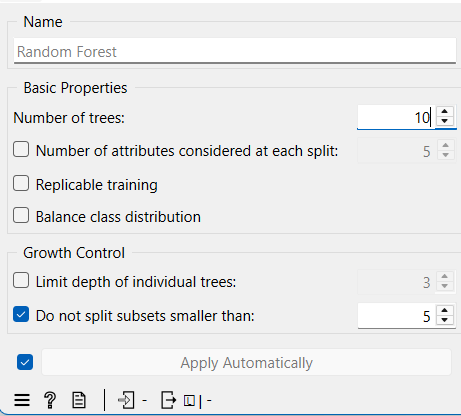 Name
Random Forest
Basic Properties
Number of trees: 10
Number of attributes considered at each split: 5
Replicable training
Balance class distribution
Growth Control
Limit depth of individual trees: 3
Do not split subsets smaller than: 5
Apply Automatically
? - | -